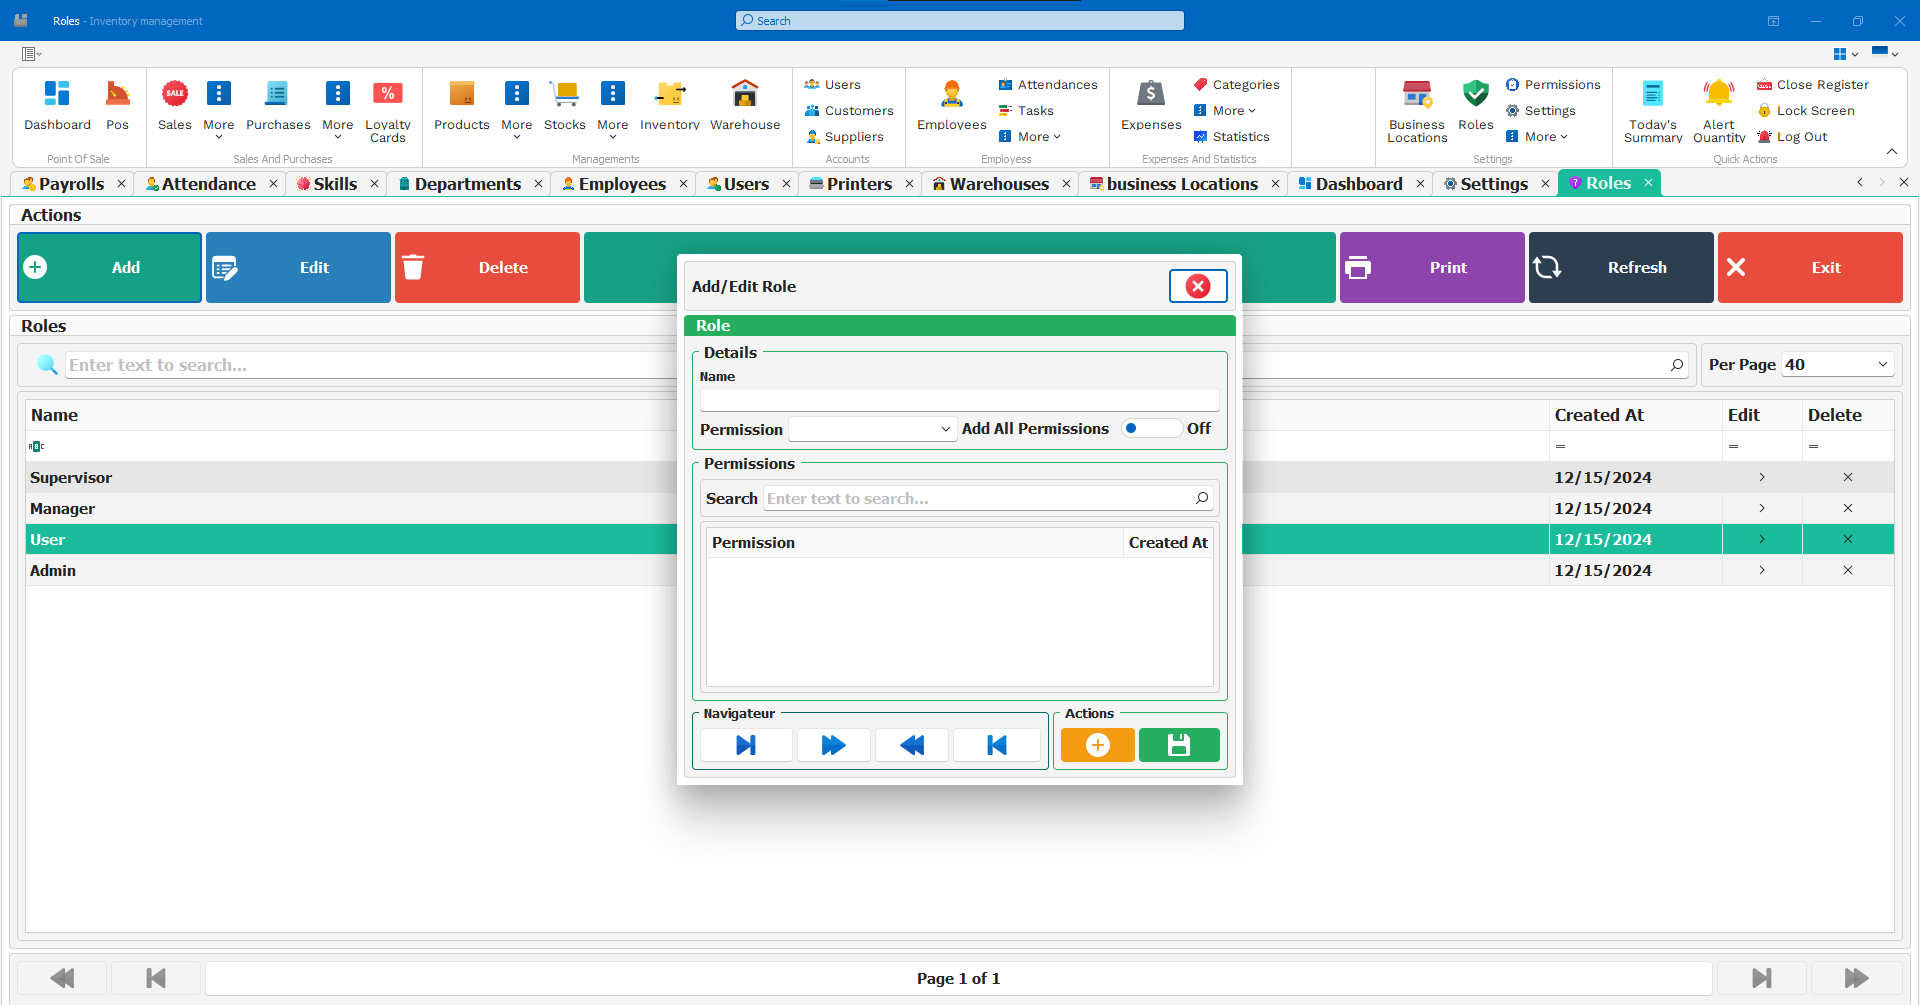 Roles - Inventory management
Search
Dashboard
Pos
Point Of Sale
SALE
Sales
More
Purchases
More
%
Loyalty Cards
Sales And Purchases
Products
More
Stocks
More
Inventory
Warehouse
Managements
Users
Customers
Suppliers
Accounts
Employees
Attendances
Tasks
More
Employess
Expenses
Categories
More
Statistics
Expenses And Statistics
Business Locations
Roles
Permissions
Settings
More
Settings
Today's Summary
Alert Quantity
Close Register
Lock Screen
Log Out
Quick Actions
Payrolls
Attendance
Skills
Departments
Employees
Users
Printers
Warehouses
business Locations
Dashboard
Settings
Roles
Actions
Add
Edit
Delete
Print
Refresh
Exit
Roles
Enter text to search...
Per Page 40
Name
Created At
Edit
Delete
Supervisor
12/15/2024
Manager
12/15/2024
User
12/15/2024
Admin
12/15/2024
Add/Edit Role
Role
Details
Name
Permission
Add All Permissions
Off
Permissions
Search
Enter text to search...
Permission
Created At
Navigateur
Actions
Page 1 of 1